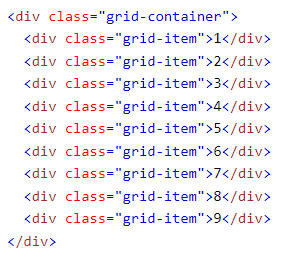 <div class="grid-container">
  <div class="grid-item">1</div>
  <div class="grid-item">2</div>
  <div class="grid-item">3</div>
  <div class="grid-item">4</div>
  <div class="grid-item">5</div>
  <div class="grid-item">6</div>
  <div class="grid-item">7</div>
  <div class="grid-item">8</div>
  <div class="grid-item">9</div>
</div>